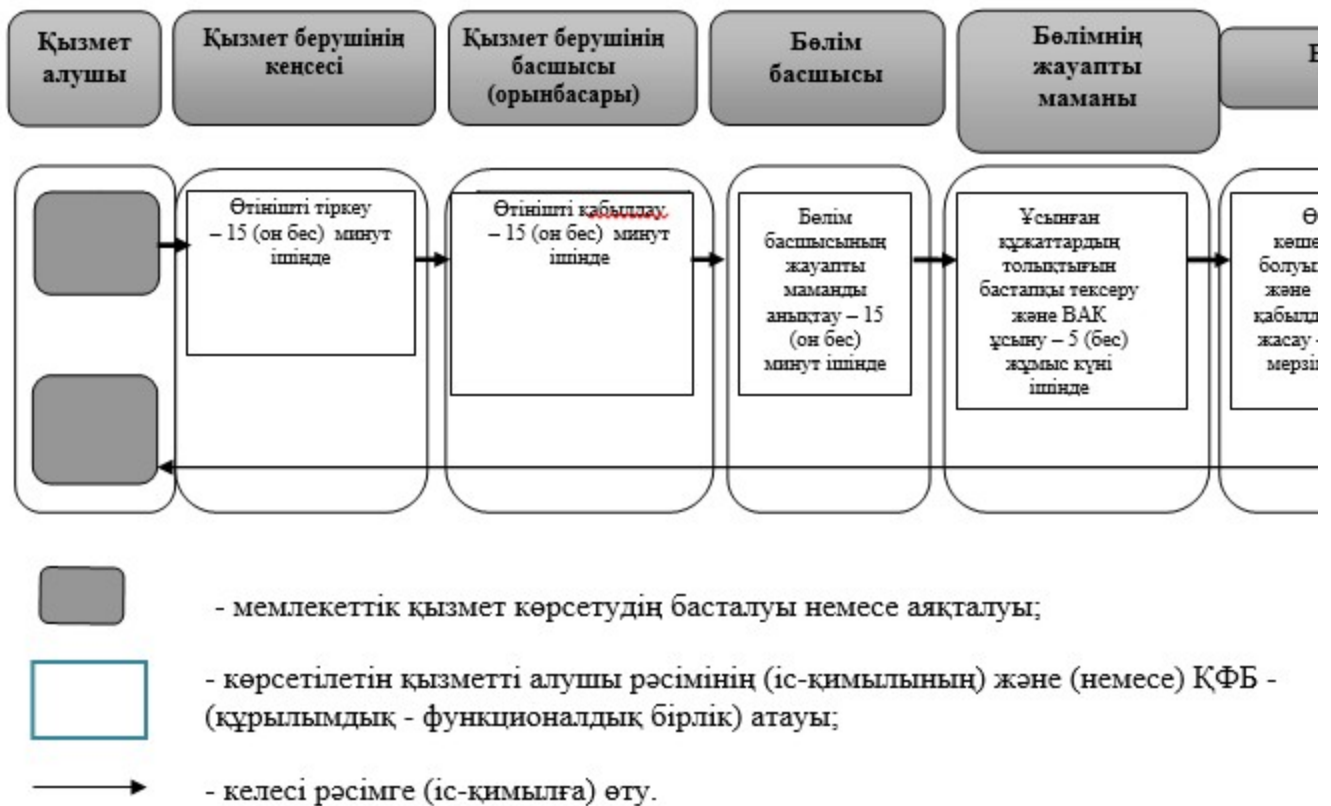 Қызмет
алушы
Қызмет берушінің
кеңсесі
Қызмет берушінің
басшысы
(орынбасары)
Бөлім
басшысы
Бөлімнің
жауапты
маманы
Өтінішті тіркеу
– 15 (он бес) минут
ішінде
Өтінішті қабылдау
– 15 (он бес) минут
ішінде
Бөлім
басшысының
жауапты
маманды
анықтау – 15
(он бес)
минут ішінде
Ұсынған
құжаттардың
толықтығын
бастапқы тексеру
және ВАК
ұсыну – 5 (бес)
жұмыс күні
ішінде
және
жасау -
- мемлекеттік қызмет көрсетудің басталуы немесе аяқталуы;
- көрсетілетін қызметті алушы рәсімінің (іс-қимылының) және (немесе) ҚФБ -
(құрылымдық - функционалдық бірлік) атауы;
- келесі рәсімге (іс-қимылға) өту.